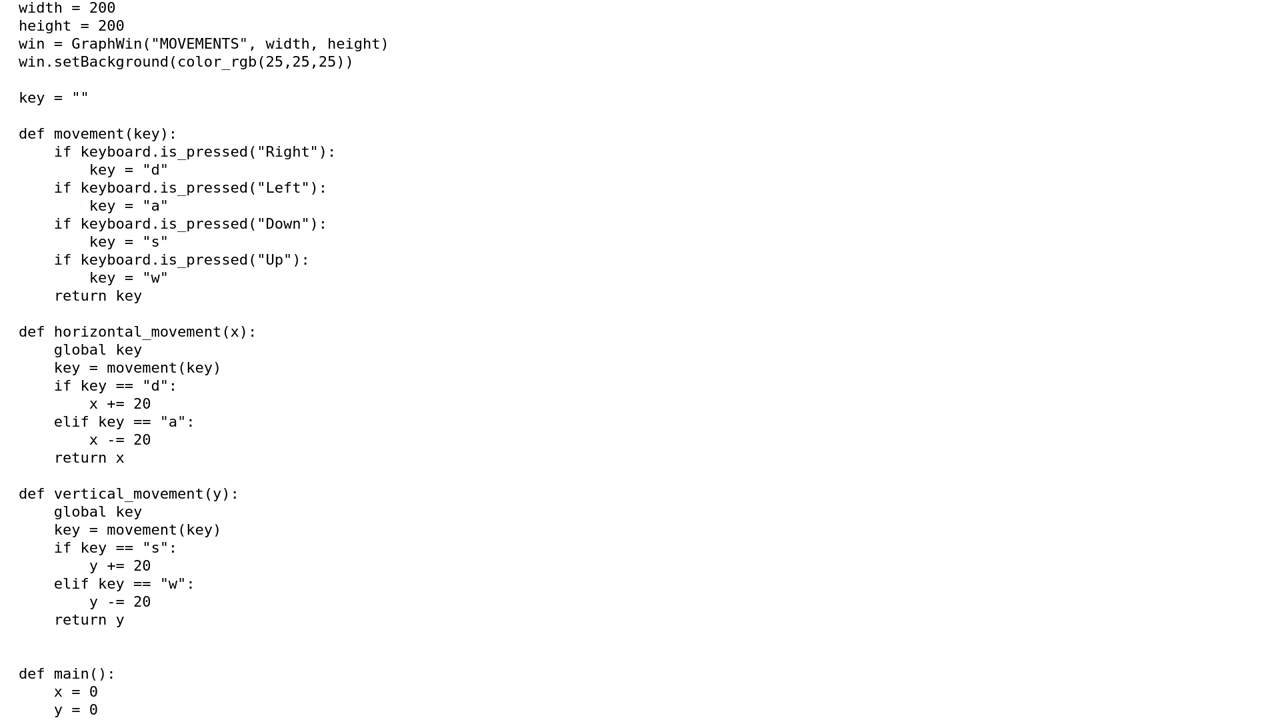 width = 200
height = 200
win = GraphWin("MOVEMENTS", width, height)
win.setBackground(color_rgb(25,25,25))

key = ""

def movement(key):
    if keyboard.is_pressed("Right"):
        key = "d"
    if keyboard.is_pressed("Left"):
        key = "a"
    if keyboard.is_pressed("Down"):
        key = "s"
    if keyboard.is_pressed("Up"):
        key = "w"
    return key

def horizontal_movement(x):
    global key
    key = movement(key)
    if key == "d":
        x += 20
    elif key == "a":
        x -= 20
    return x

def vertical_movement(y):
    global key
    key = movement(key)
    if key == "s":
        y += 20
    elif key == "w":
        y -= 20
    return y


def main():
    x = 0
    y = 0